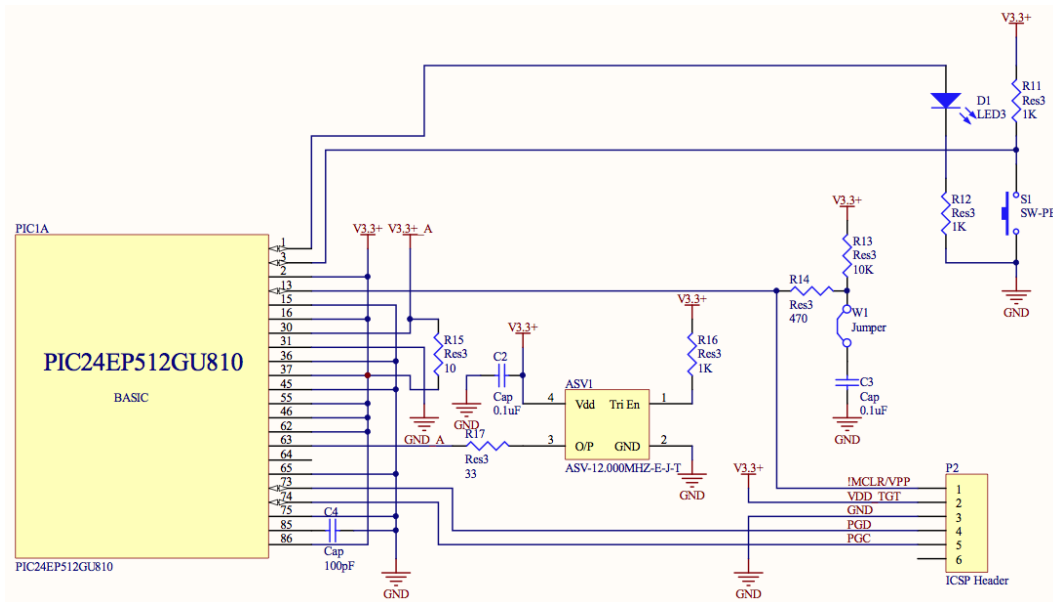 V3,3+
D1
LED3
R11
Res3
1K
R12
Res3
1K
S1
SW-PB
PIC1A
PIC24EP512GU810
BASIC
1
3
2
13
15
16
30
31
36
37
45
55
46
62
63
64
65
73
74
75
85
86
PIC24EP512GU810
V3,3+
V3,3+_A
R15
Res3
10
GND_A
C4
Cap
100pF
GND
V3,3+
C2
Cap
0.1uF
GND
R17
Res3
33
ASV1
4
Vdd
Tri En
1
3
O/P
GND
2
ASV-12.000MHZ-E-J-T
V3,3+
R16
Res3
1K
GND
V3,3+
R13
Res3
10K
R14
Res3
470
W1
Jumper
C3
Cap
0.1uF
GND
GND
V3,3+
P2
!MCLR/VPP
1
VDD_TGT
2
GND
3
PGD
4
PGC
5
6
ICSP Header
GND